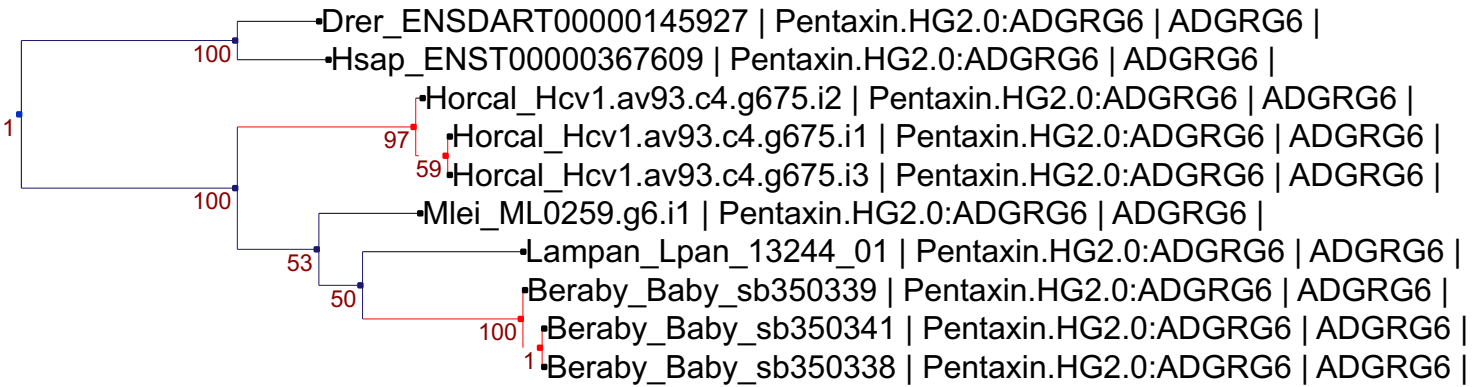 Drer_ENSDART00000145927 | Pentaxin.HG2.0:ADGRG6 | ADGRG6 |
100
Hsap_ENST00000367609 | Pentaxin.HG2.0:ADGRG6 | ADGRG6 |
Horcal_Hcv1.av93.c4.g675.i2 | Pentaxin.HG2.0:ADGRG6 | ADGRG6 |
1
97
Horcal_Hcv1.av93.c4.g675.i1 | Pentaxin.HG2.0:ADGRG6 | ADGRG6 |
59
Horcal_Hcv1.av93.c4.g675.i3 | Pentaxin.HG2.0:ADGRG6 | ADGRG6 |
100
Mlei_ML0259.g6.i1 | Pentaxin.HG2.0:ADGRG6 | ADGRG6 |
53
Lampan_Lpan_13244_01 | Pentaxin.HG2.0:ADGRG6 | ADGRG6 |
50
Beraby_Baby_sb350339 | Pentaxin.HG2.0:ADGRG6 | ADGRG6 |
100
Beraby_Baby_sb350341 | Pentaxin.HG2.0:ADGRG6 | ADGRG6 |
1
Beraby_Baby_sb350338 | Pentaxin.HG2.0:ADGRG6 | ADGRG6 |